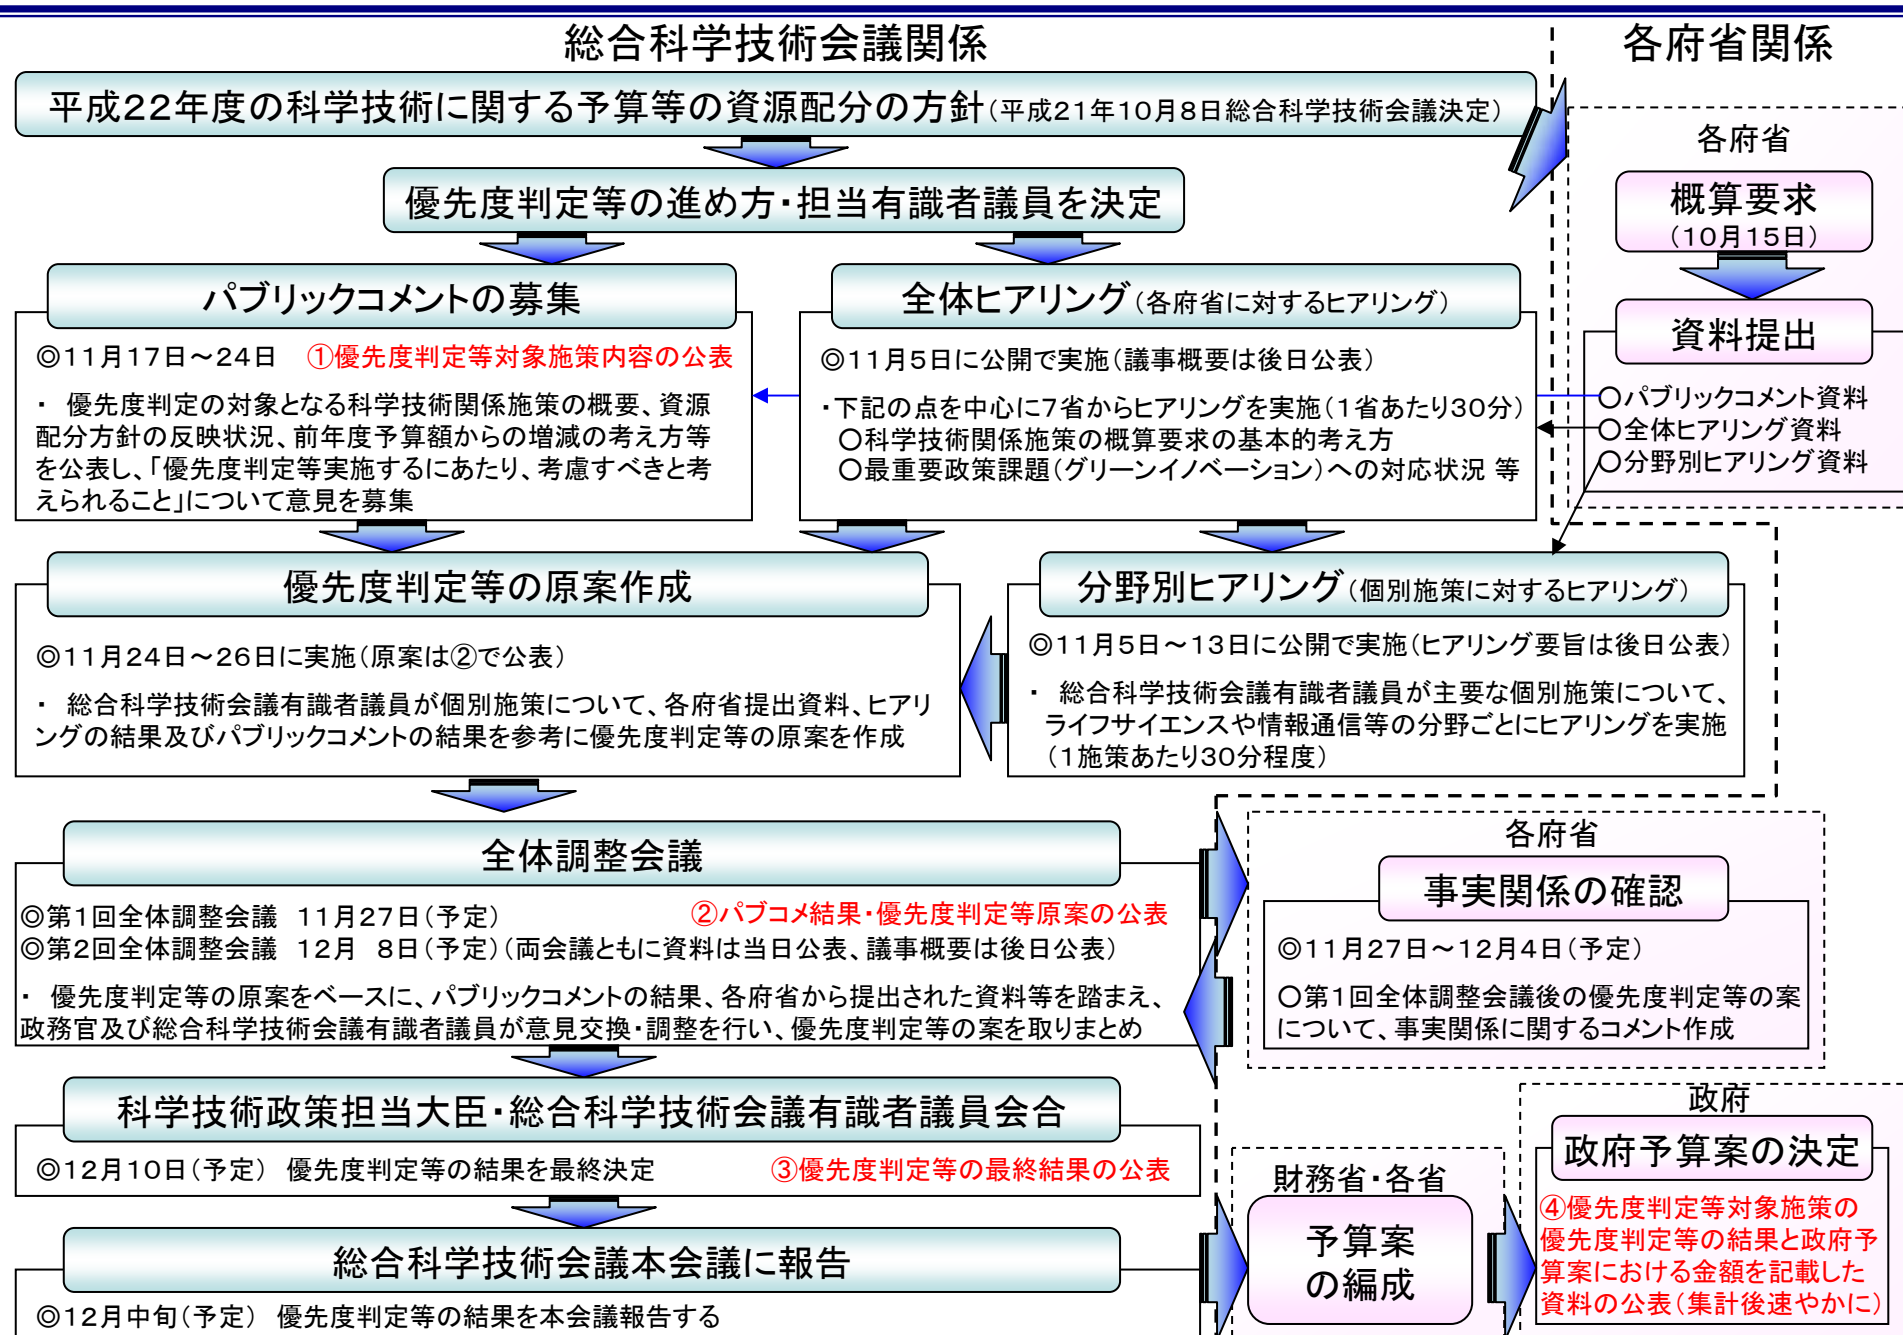 総合科学技術会議関係
各府省関係
平成22年度の科学技術に関する予算等の資源配分の方針(平成21年10月8日総合科学技術会議決定)
優先度判定等の進め方・担当有識者議員を決定
各府省
概算要求
(10月15日)
資料提出
○パブリックコメント資料
○全体ヒアリング資料
○分野別ヒアリング資料
パブリックコメントの募集
◎11月17日~24日 ①優先度判定等対象施策内容の公表
・ 優先度判定の対象となる科学技術関係施策の概要、資源
配分方針の反映状況、前年度予算額からの増減の考え方等
を公表し、「優先度判定等実施するにあたり、考慮すべきと考
えられること」について意見を募集
全体ヒアリング(各府省に対するヒアリング)
◎11月5日に公開で実施(議事概要は後日公表)
・下記の点を中心に7省からヒアリングを実施(1省あたり30分)
○科学技術関係施策の概算要求の基本的考え方
○最重要政策課題(グリーンイノベーション)への対応状況 等
優先度判定等の原案作成
◎11月24日~26日に実施(原案は②で公表)
・ 総合科学技術会議有識者議員が個別施策について、各府省提出資料、ヒアリ
ングの結果及びパブリックコメントの結果を参考に優先度判定等の原案を作成
分野別ヒアリング(個別施策に対するヒアリング)
◎11月5日~13日に公開で実施(ヒアリング要旨は後日公表)
・ 総合科学技術会議有識者議員が主要な個別施策について、
ライフサイエンスや情報通信等の分野ごとにヒアリングを実施
(1施策あたり30分程度)
全体調整会議
◎第1回全体調整会議 11月27日(予定) ②パブコメ結果・優先度判定等原案の公表
◎第2回全体調整会議 12月 8日(予定)(両会議ともに資料は当日公表、議事概要は後日公表)
・ 優先度判定等の原案をベースに、パブリックコメントの結果、各府省から提出された資料等を踏まえ、
政務官及び総合科学技術会議有識者議員が意見交換・調整を行い、優先度判定等の案を取りまとめ
各府省
事実関係の確認
◎11月27日~12月4日(予定)
○第1回全体調整会議後の優先度判定等の案
について、事実関係に関するコメント作成
科学技術政策担当大臣・総合科学技術会議有識者議員会合
◎12月10日(予定) 優先度判定等の結果を最終決定 ③優先度判定等の最終結果の公表
総合科学技術会議本会議に報告
◎12月中旬(予定) 優先度判定等の結果を本会議報告する
財務省・各省
予算案
の編成
政府
政府予算案の決定
④優先度判定等対象施策の
優先度判定等の結果と政府予
算案における金額を記載した
資料の公表(集計後速やかに)